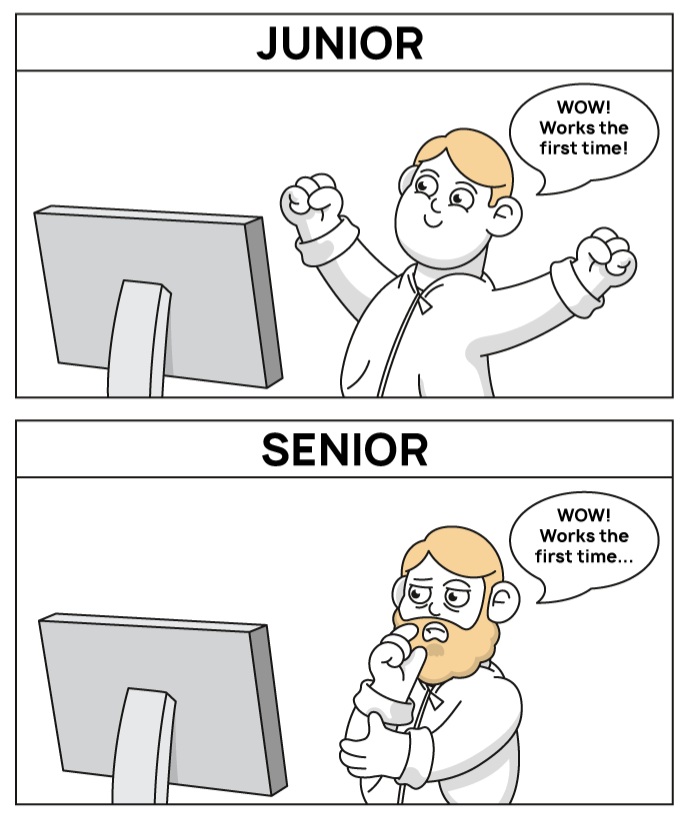 JUNIOR
WOW!
Works the
first time!
SENIOR
WOW!
Works the
first time...